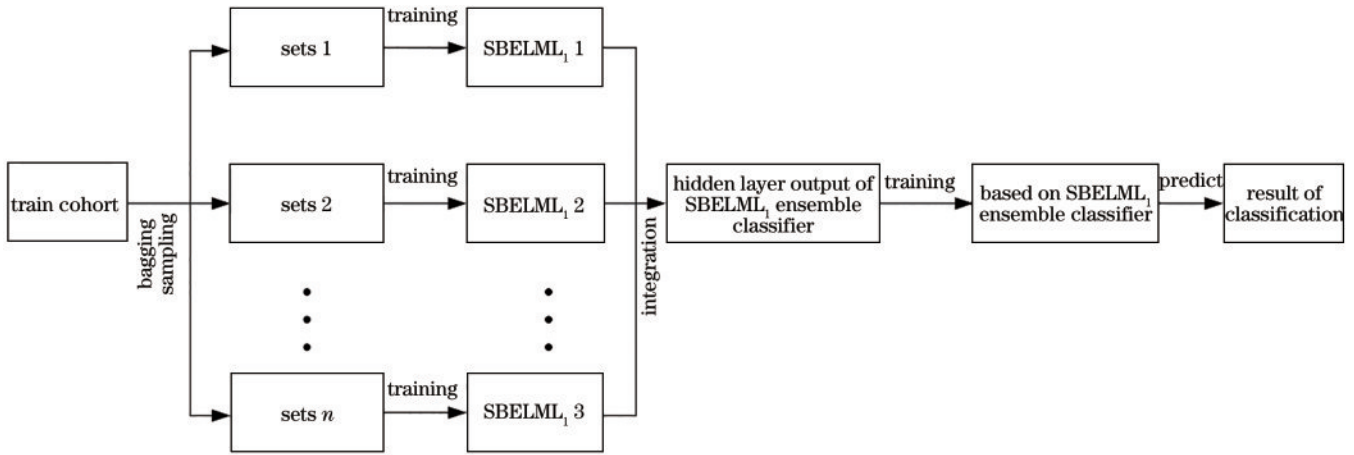 train cohort
bagging
sampling
sets 1
training
SBELML₁ 1
sets 2
training
SBELML₁ 2
sets n
training
SBELML₁ 3
integration
hidden layer output of
SBELML₁ ensemble
classifier
training
based on SBELML₁
ensemble classifier
predict
result of
classification